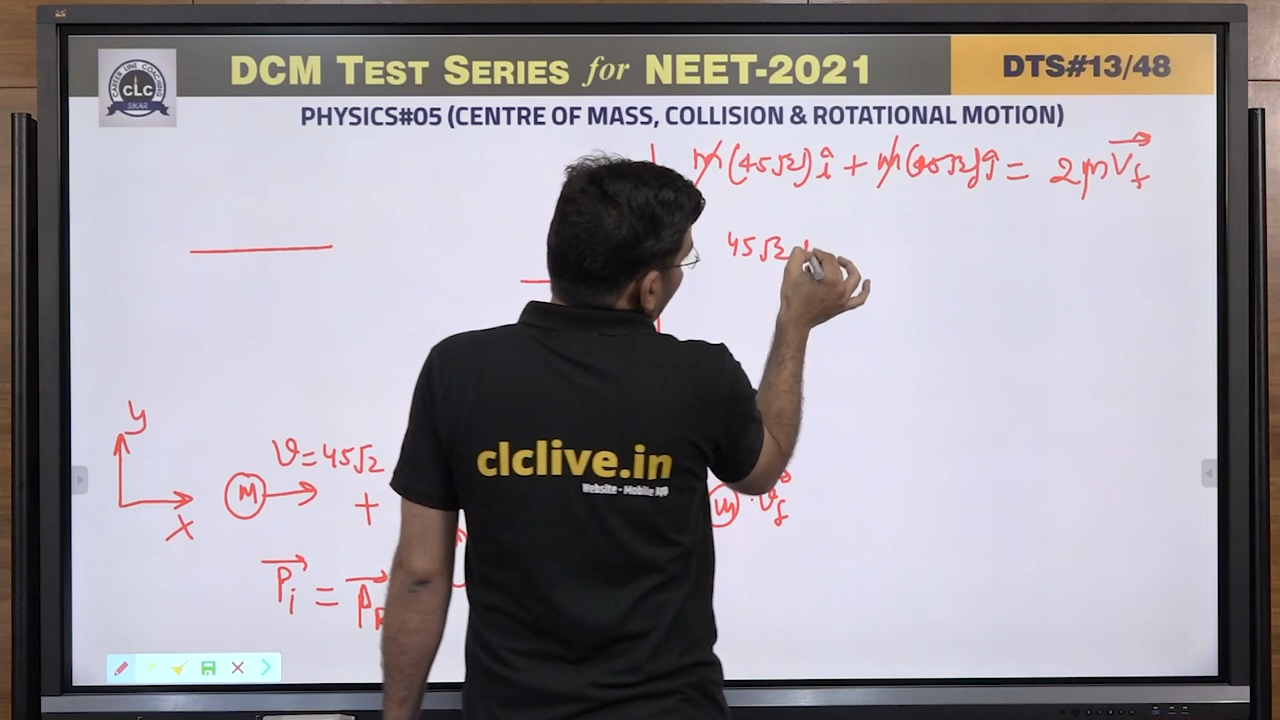 CAREER LINE COACHING
CLC
SIKAR
DCM TEST SERIES for NEET-2021
DTS#13/48
PHYSICS#05 (CENTRE OF MASS, COLLISION & ROTATIONAL MOTION)
m(45√2)î + m(45√2)ĵ = 2m V⃗f
45√2
y
x
v=45√2
m
+
m
vf
P⃗i = P⃗f
clclive.in
Website - Mobile App